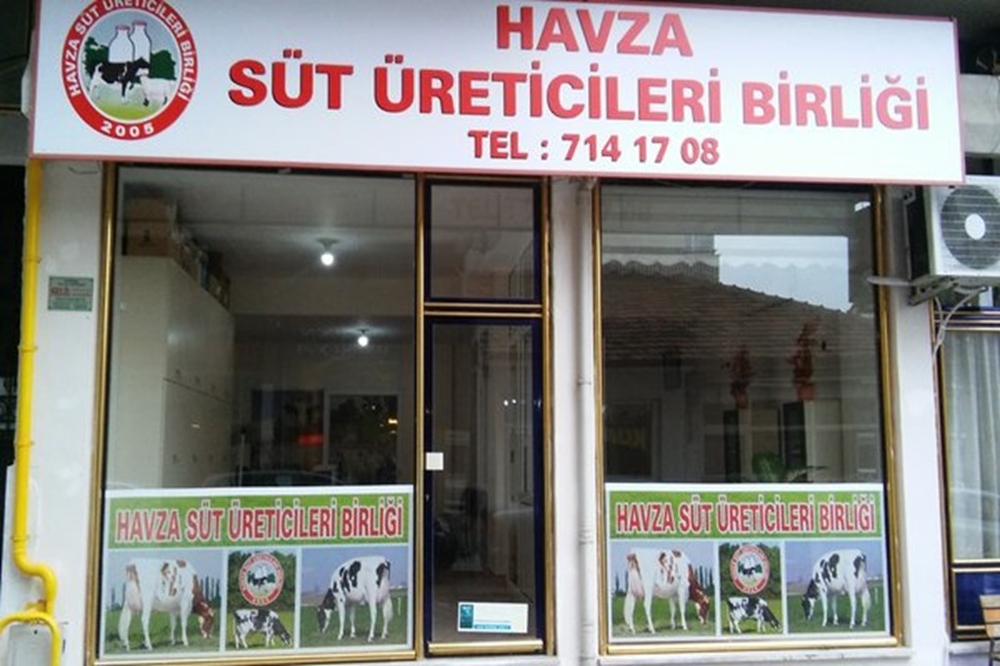 HAVZA SÜT ÜRETİCİLERİ BİRLİĞİ
2005
HAVZA
SÜT ÜRETİCİLERİ BİRLİĞİ
TEL : 714 17 08
HAVZA SÜT ÜRETİCİLERİ BİRLİĞİ
HAVZA SÜT ÜRETİCİLERİ BİRLİĞİ